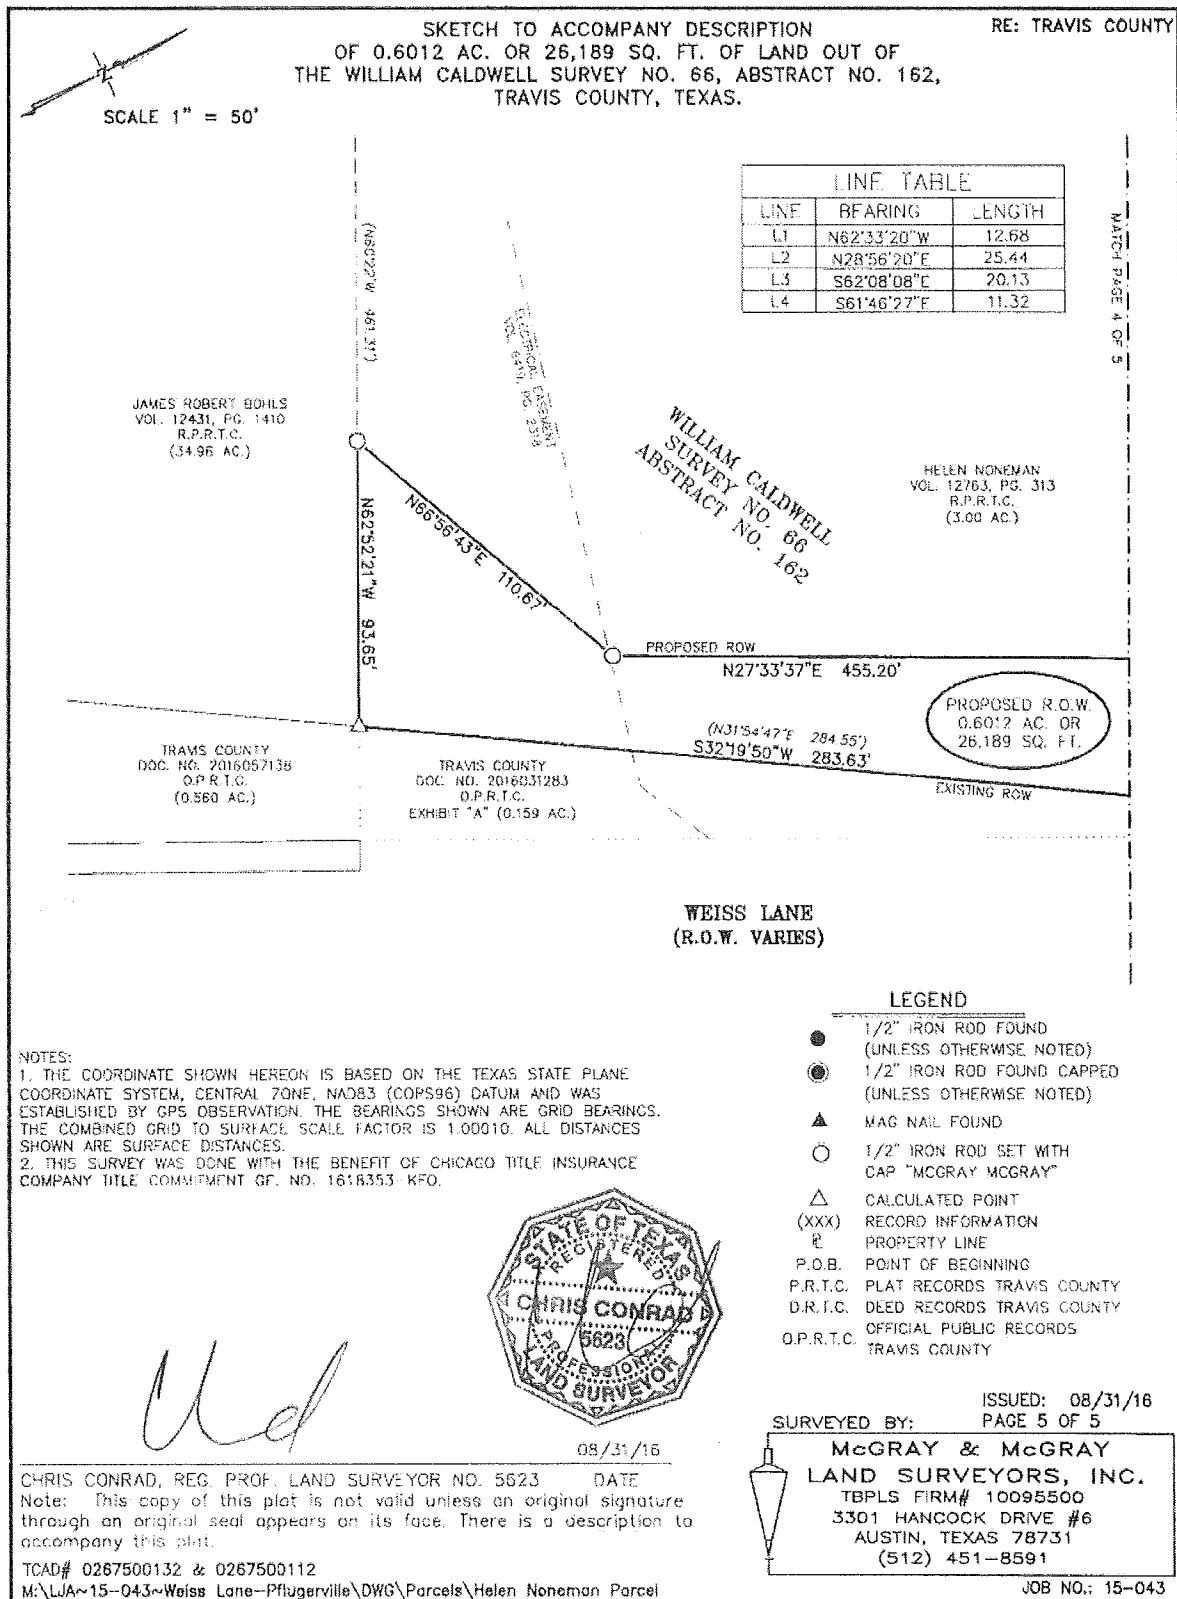 SKETCH TO ACCOMPANY DESCRIPTION
OF 0.6012 AC. OR 26,189 SQ. FT. OF LAND OUT OF
THE WILLIAM CALDWELL SURVEY NO. 66, ABSTRACT NO. 162,
TRAVIS COUNTY, TEXAS.
RE: TRAVIS COUNTY
SCALE 1" = 50'
LINE TABLE
LINE BEARING LENGTH
L1 N62°33'20"W 12.68
L2 N28°56'20"E 25.44
L3 S62°08'08"E 20.13
L4 S61°46'27"E 11.32
MATCH PAGE 4 OF 5
(N60°22'W 461.31')
ELECTRICAL EASEMENT
VOL. PG. 2318
JAMES ROBERT BOHLS
VOL. 12431, PG. 1410
R.P.R.T.C.
(34.96 AC.)
WILLIAM CALDWELL
SURVEY NO. 66
ABSTRACT NO. 162
HELEN NONEMAN
VOL. 12763, PG. 313
R.P.R.T.C.
(3.00 AC.)
N62°52'21"W 93.65'
N66°56'43"E 110.67'
PROPOSED ROW
N27°33'37"E 455.20'
PROPOSED R.O.W.
0.6012 AC. OR
26,189 SQ. FT.
(N31°54'47"E 284.55')
S32°19'50"W 283.63'
EXISTING ROW
TRAVIS COUNTY
DOC. NO. 2016057138
O.P.R.T.C.
(0.560 AC.)
TRAVIS COUNTY
DOC. NO. 2016031283
O.P.R.T.C.
EXHIBIT "A" (0.159 AC.)
WEISS LANE
(R.O.W. VARIES)
LEGEND
1/2" IRON ROD FOUND
(UNLESS OTHERWISE NOTED)
1/2" IRON ROD FOUND CAPPED
(UNLESS OTHERWISE NOTED)
MAG NAIL FOUND
1/2" IRON ROD SET WITH
CAP "MCGRAY MCGRAY"
CALCULATED POINT
(XXX) RECORD INFORMATION
PL PROPERTY LINE
P.O.B. POINT OF BEGINNING
P.R.T.C. PLAT RECORDS TRAVIS COUNTY
D.R.T.C. DEED RECORDS TRAVIS COUNTY
O.P.R.T.C. OFFICIAL PUBLIC RECORDS
TRAVIS COUNTY
NOTES:
1. THE COORDINATE SHOWN HEREON IS BASED ON THE TEXAS STATE PLANE
COORDINATE SYSTEM, CENTRAL ZONE, NAD83 (CORS96) DATUM AND WAS
ESTABLISHED BY GPS OBSERVATION. THE BEARINGS SHOWN ARE GRID BEARINGS.
THE COMBINED GRID TO SURFACE SCALE FACTOR IS 1.00010. ALL DISTANCES
SHOWN ARE SURFACE DISTANCES.
2. THIS SURVEY WAS DONE WITH THE BENEFIT OF CHICAGO TITLE INSURANCE
COMPANY TITLE COMMITMENT GF. NO. 1618353-KFO.
STATE OF TEXAS
REGISTERED
CHRIS CONRAD
5623
PROFESSIONAL
LAND SURVEYOR
08/31/16
CHRIS CONRAD, REG. PROF. LAND SURVEYOR NO. 5623 DATE
Note: This copy of this plat is not valid unless an original signature
through an original seal appears on its face. There is a description to
accompany this plat.
TCAD# 0267500132 & 0267500112
M:\LJA~15-043~Weiss Lane-Pflugerville\DWG\Parcels\Helen Noneman Parcel
ISSUED: 08/31/16
SURVEYED BY: PAGE 5 OF 5
McGRAY & McGRAY
LAND SURVEYORS, INC.
TBPLS FIRM# 10095500
3301 HANCOCK DRIVE #6
AUSTIN, TEXAS 78731
(512) 451-8591
JOB NO.: 15-043